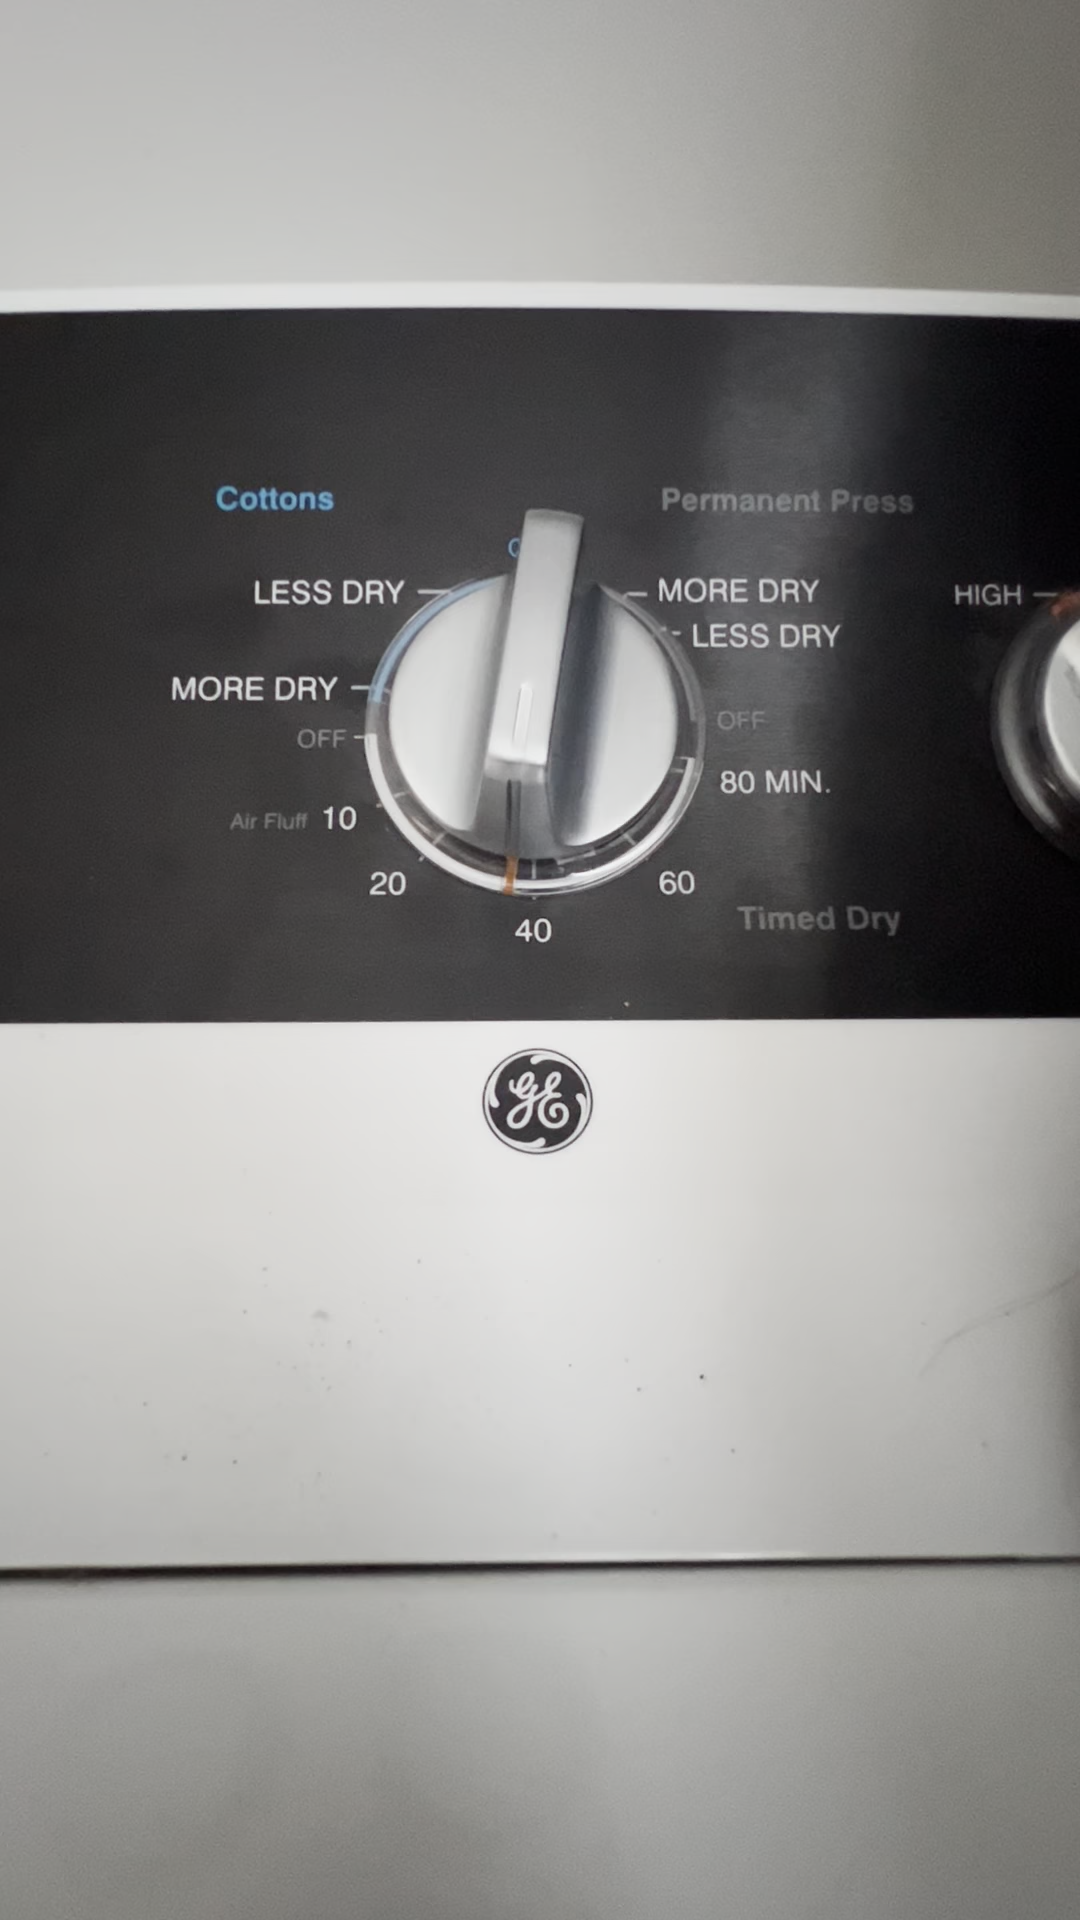 Cottons
Permanent Press
LESS DRY
MORE DRY
HIGH
LESS DRY
MORE DRY
OFF
OFF
80 MIN.
Air Fluff 10
20
60
Timed Dry
40
GE